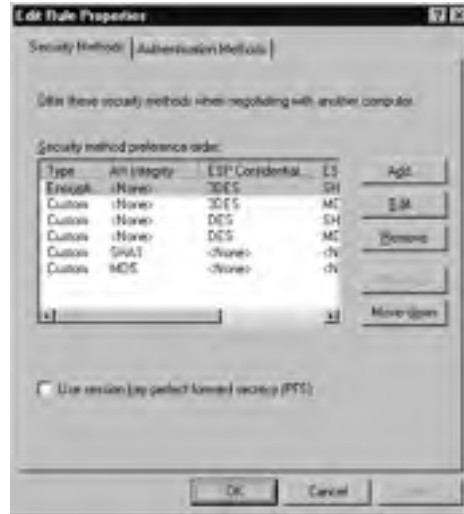 Edit Rule Properties
Security Methods Authentication Methods
Offer these security methods when negotiating with another computer.
Security method preference order:
Type AH Integrity ESP Confidential... ES
<None> 3DES SH
Custom <None> 3DES MD
Custom <None> DES SH
Custom <None> DES MD
Custom SHA1 <None> <N
Custom MD5 <None> <N
Add...
Edit...
Remove
Move down
Use session key perfect forward secrecy (PFS)
OK Cancel